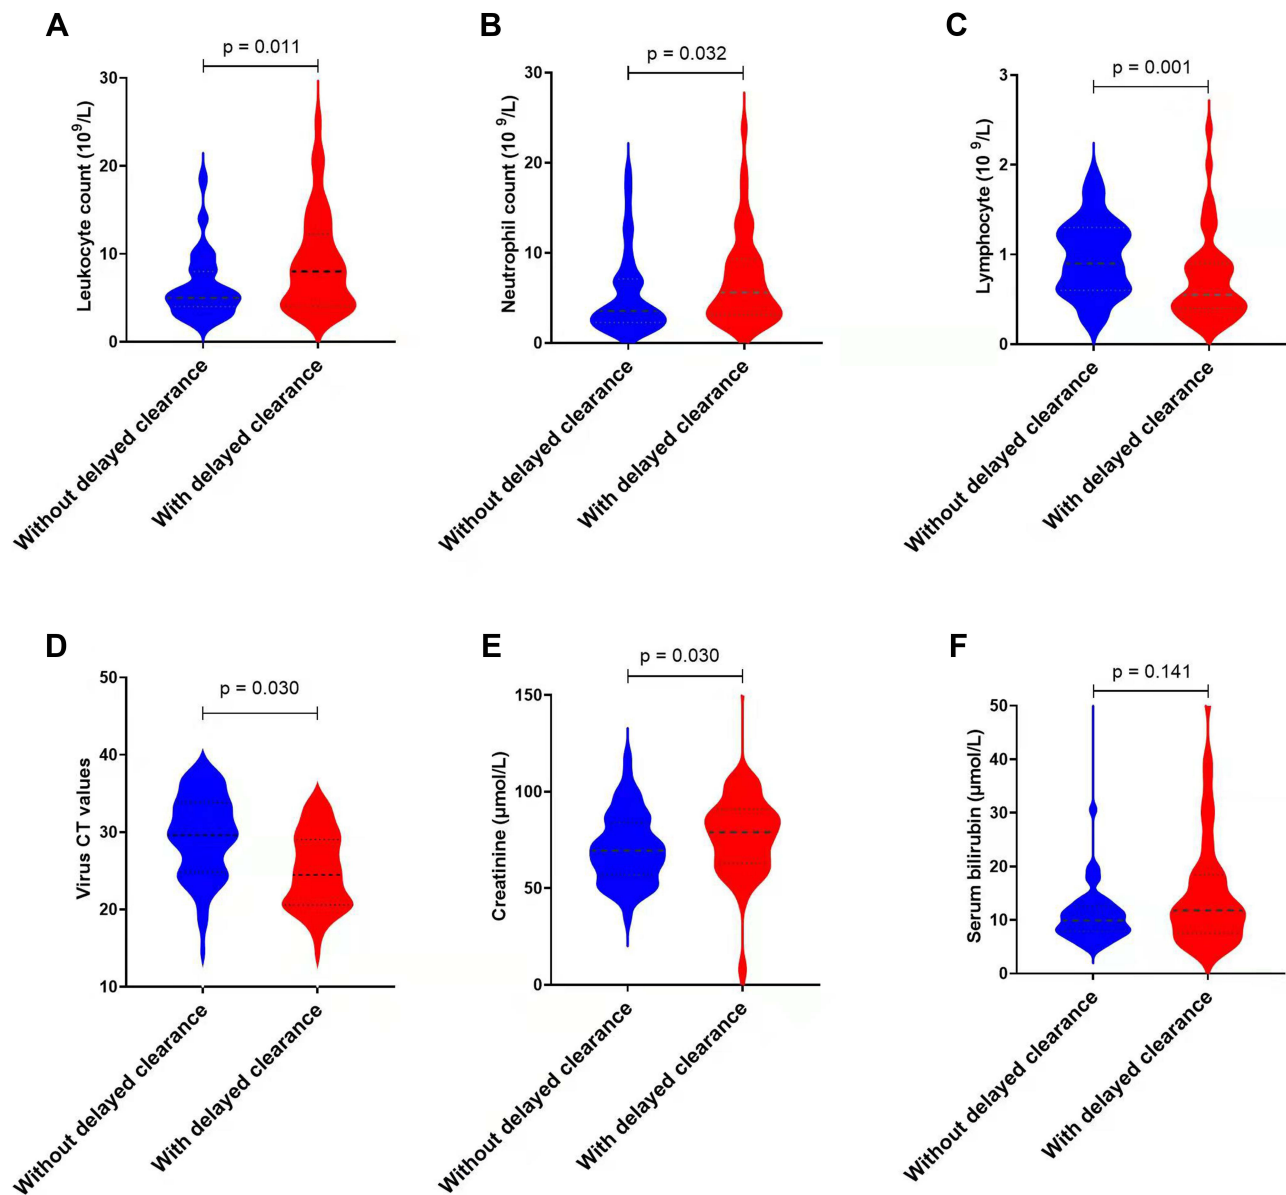 A
p = 0.011
Leukocyte count (10⁹/L)
30
20
10
0
Without delayed clearance
With delayed clearance
B
p = 0.032
Neutrophil count (10 ⁹/L)
30
20
10
0
Without delayed clearance
With delayed clearance
C
p = 0.001
Lymphocyte (10 ⁹/L)
3
2
1
0
Without delayed clearance
With delayed clearance
D
p = 0.030
Virus CT values
50
40
30
20
10
Without delayed clearance
With delayed clearance
E
p = 0.030
Creatinine (μmol/L)
150
100
50
0
Without delayed clearance
With delayed clearance
F
p = 0.141
Serum bilirubin (μmol/L)
50
40
30
20
10
0
Without delayed clearance
With delayed clearance